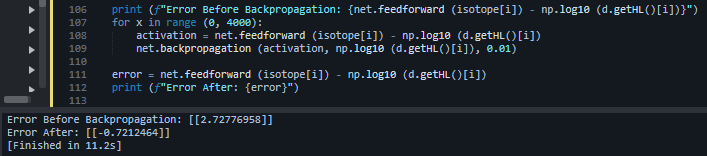 106 print (f"Error Before Backpropagation: {net.feedforward (isotope[i]) - np.log10 (d.getHL()[i])}")
107 for x in range (0, 4000):
108 activation = net.feedforward (isotope[i]) - np.log10 (d.getHL()[i])
109 net.backpropagation (activation, np.log10 (d.getHL()[i]), 0.01)
110
111 error = net.feedforward (isotope[i]) - np.log10 (d.getHL()[i])
112 print (f"Error After: {error}")
113
Error Before Backpropagation: [[2.72776958]]
Error After: [[-0.7212464]]
[Finished in 11.2s]